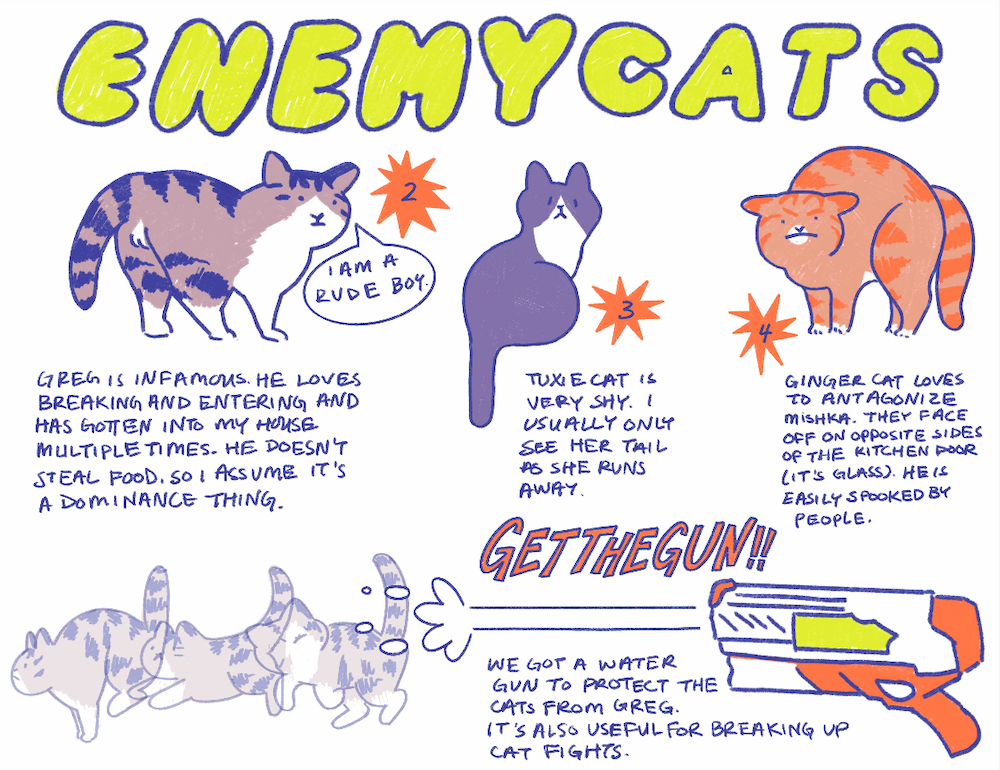 ENEMYCATS
2
I AM A
RUDE BOY.
GREG IS INFAMOUS. HE LOVES
BREAKING AND ENTERING AND
HAS GOTTEN INTO MY HOUSE
MULTIPLE TIMES. HE DOESN'T
STEAL FOOD. SO I ASSUME IT'S
A DOMINANCE THING.
3
TUXIE CAT IS
VERY SHY. I
USUALLY ONLY
SEE HER TAIL
AS SHE RUNS
AWAY.
4
GINGER CAT LOVES
TO ANTAGONIZE
MISHKA. THEY FACE
OFF ON OPPOSITE SIDES
OF THE KITCHEN DOOR
(IT'S GLASS). HE IS
EASILY SPOOKED BY
PEOPLE.
GETTHEGUN!!
WE GOT A WATER
GUN TO PROTECT THE
CATS FROM GREG.
IT'S ALSO USEFUL FOR BREAKING UP
CAT FIGHTS.